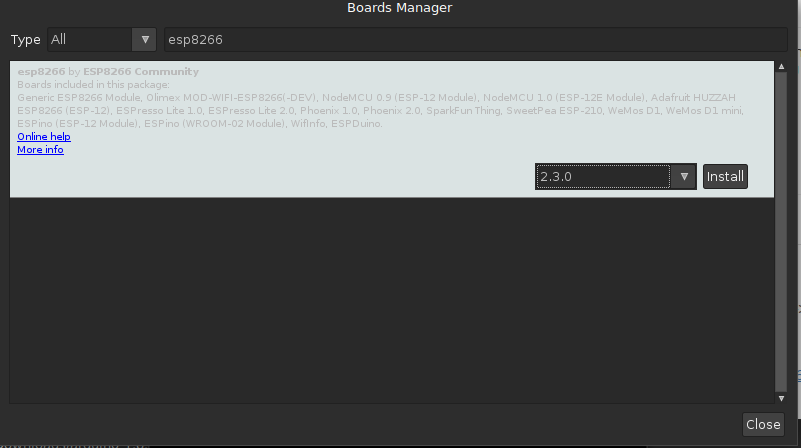 Boards Manager
Type All esp8266
esp8266 by ESP8266 Community
Boards included in this package:
Generic ESP8266 Module, Olimex MOD-WIFI-ESP8266(-DEV), NodeMCU 0.9 (ESP-12 Module), NodeMCU 1.0 (ESP-12E Module), Adafruit HUZZAH
ESP8266 (ESP-12), ESPresso Lite 1.0, ESPresso Lite 2.0, Phoenix 1.0, Phoenix 2.0, SparkFun Thing, SweetPea ESP-210, WeMos D1, WeMos D1 mini,
ESPino (ESP-12 Module), ESPino (WROOM-02 Module), WifInfo, ESPDuino.
Online help
More info
2.3.0 Install
Close